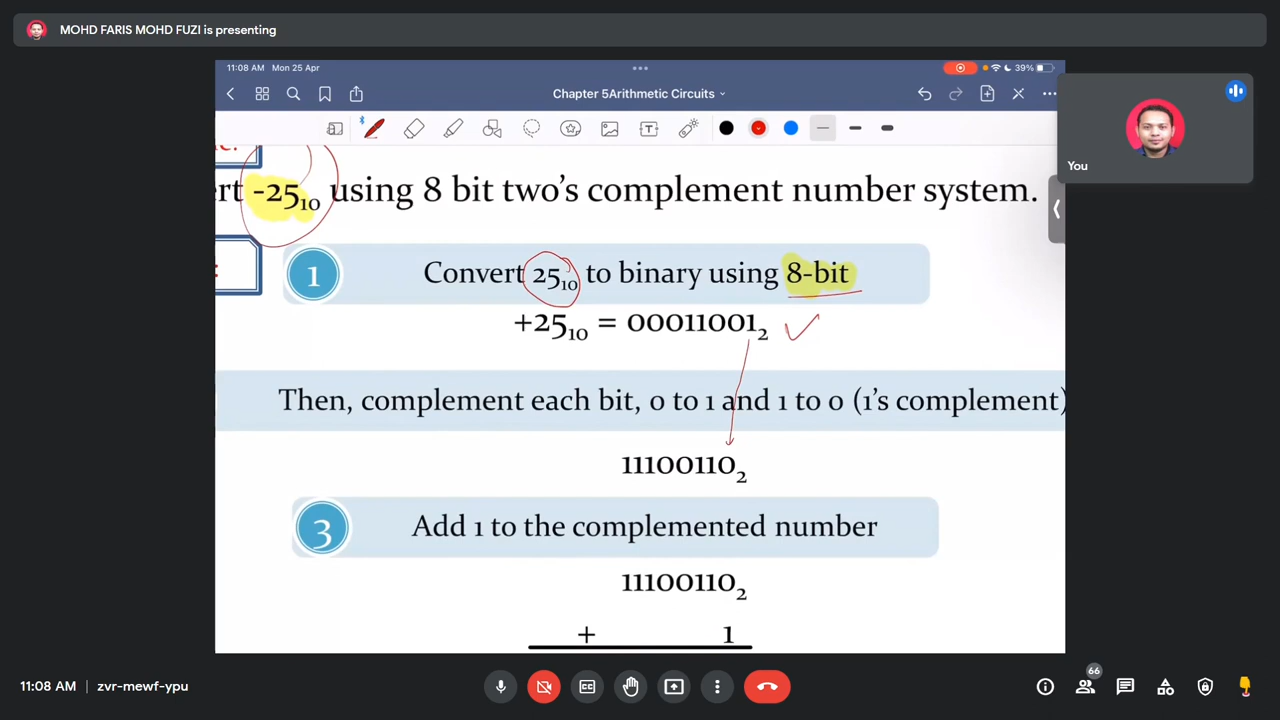 MOHD FARIS MOHD FUZI is presenting
11:08 AM Mon 25 Apr
39%
Chapter 5Arithmetic Circuits
You
ert -25₁₀ using 8 bit two's complement number system.
1 Convert 25₁₀ to binary using 8-bit
+25₁₀ = 00011001₂
Then, complement each bit, 0 to 1 and 1 to 0 (1's complement)
11100110₂
3 Add 1 to the complemented number
11100110₂
+ 1
66
11:08 AM | zvr-mewf-ypu